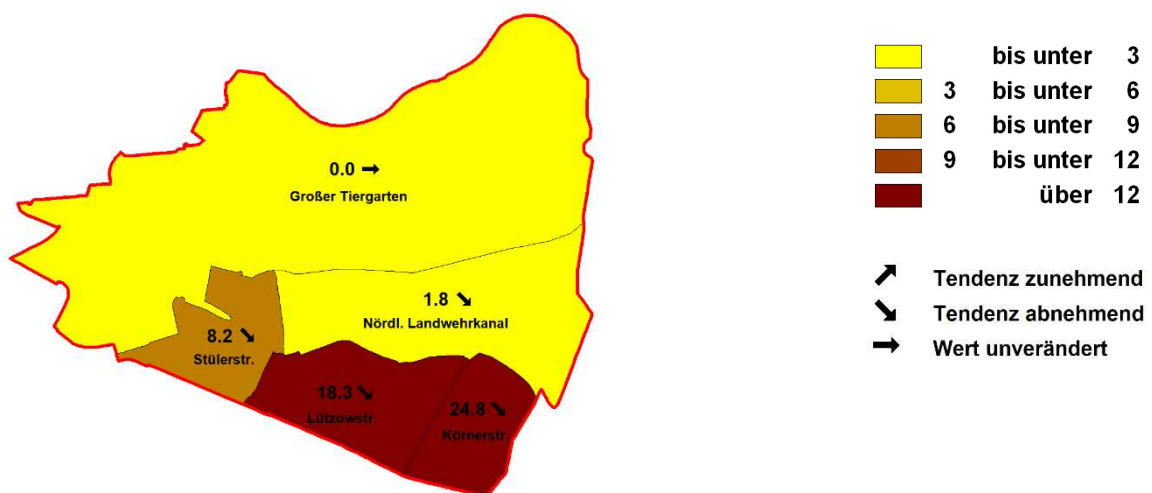 0.0 →
Großer Tiergarten
1.8 ↘
Nördl. Landwehrkanal
8.2 ↘
Stülerstr.
18.3 ↘
Lützowstr.
24.8 ↘
Körnerstr.
bis unter 3
3 bis unter 6
6 bis unter 9
9 bis unter 12
über 12
↗ Tendenz zunehmend
↘ Tendenz abnehmend
→ Wert unverändert